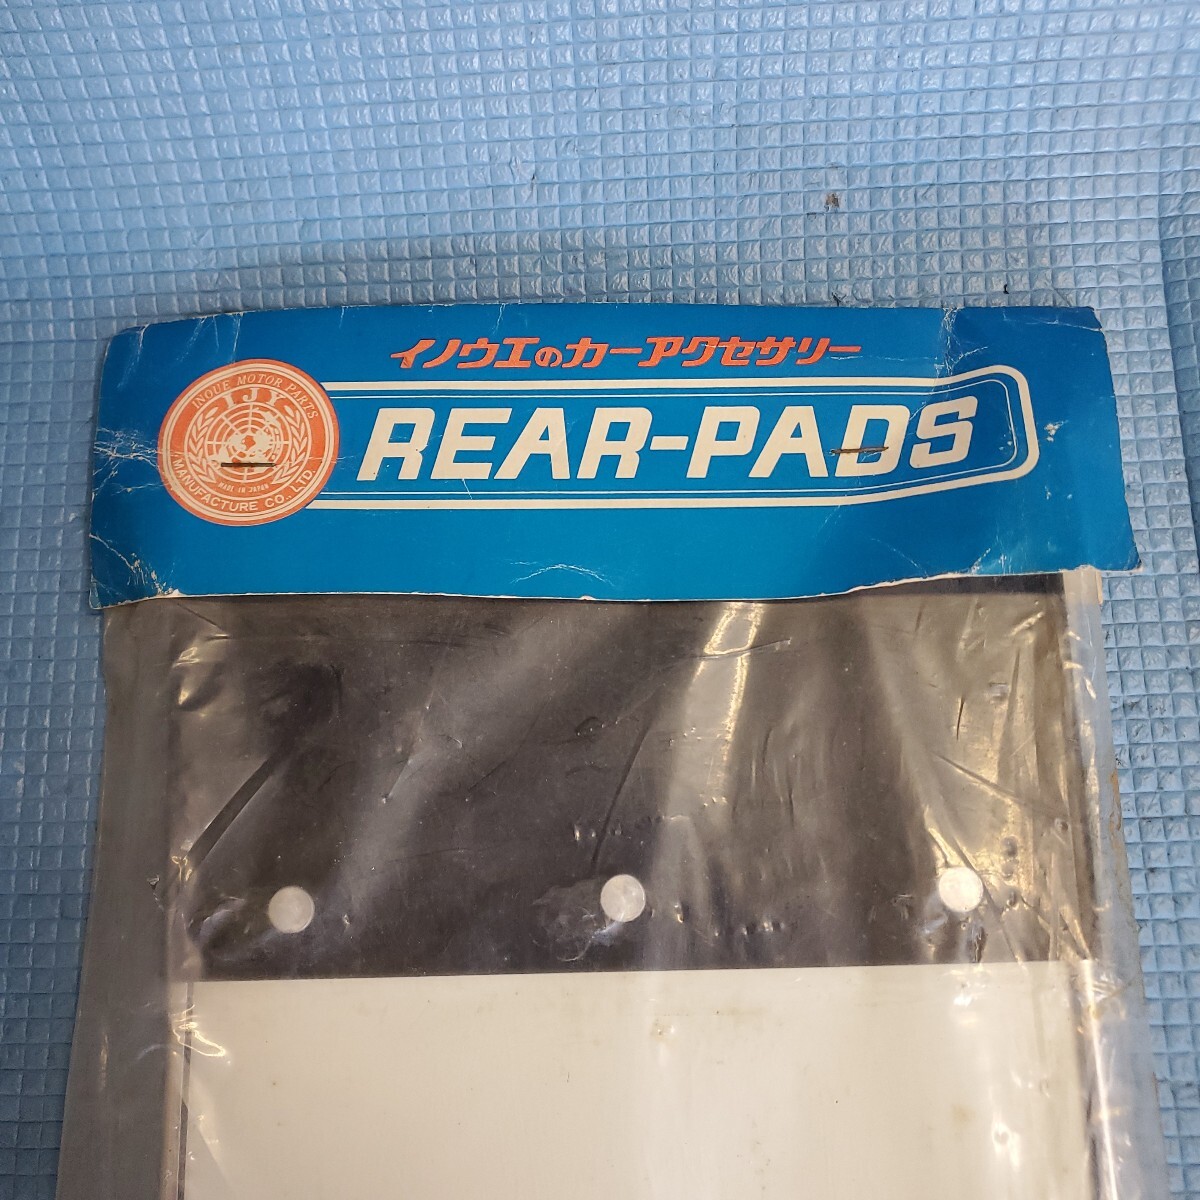 イノウエのカーアクセサリー
REAR-PADS
INOUE MOTOR PARTS
IJY
MADE IN JAPAN
MANUFACTURE CO., LTD.